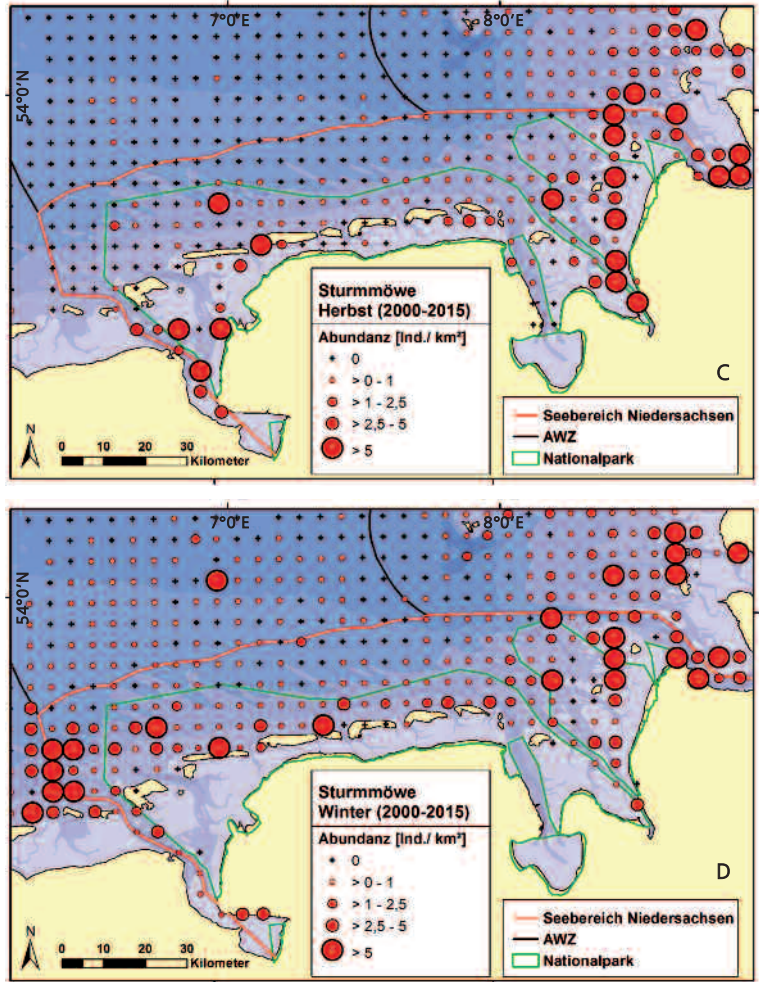 7°0'E 8°0'E
54°0'N
Sturmmöwe
Herbst (2000-2015)
Abundanz [Ind./ km²]
0
> 0 - 1
> 1 - 2,5
> 2,5 - 5
> 5
C
Seebereich Niedersachsen
AWZ
Nationalpark
N
0 10 20 30
Kilometer
7°0'E 8°0'E
54°0'N
Sturmmöwe
Winter (2000-2015)
Abundanz [Ind./ km²]
0
> 0 - 1
> 1 - 2,5
> 2,5 - 5
> 5
D
Seebereich Niedersachsen
AWZ
Nationalpark
N
0 10 20 30
Kilometer